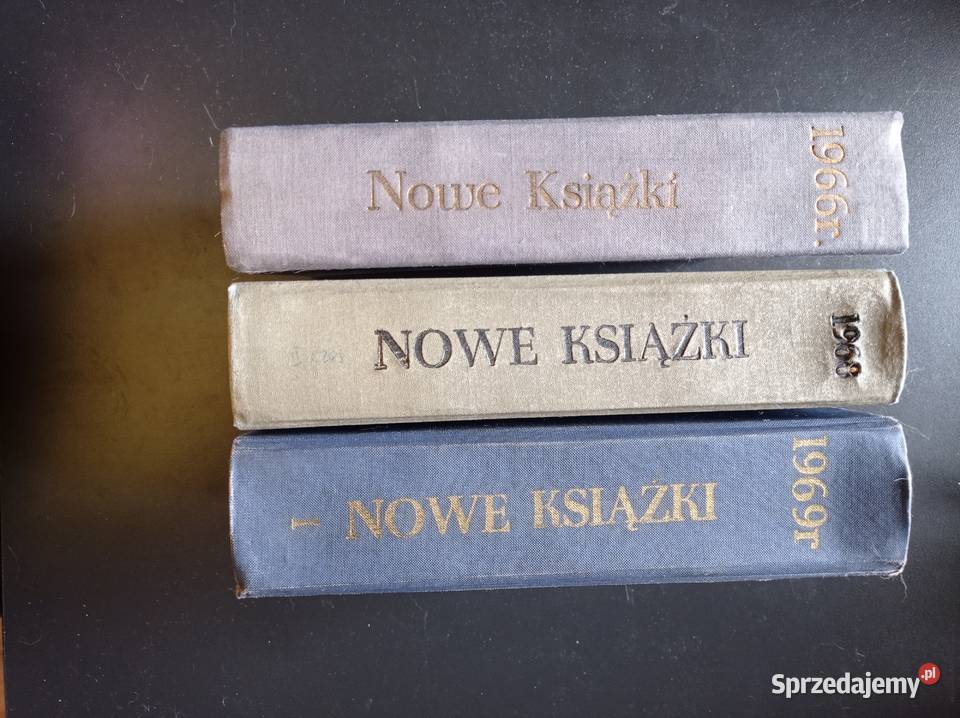 Nowe Książki
1966r.
NOWE KSIĄŻKI
1968
I
NOWE KSIĄŻKI
1969r
Sprzedajemy.pl